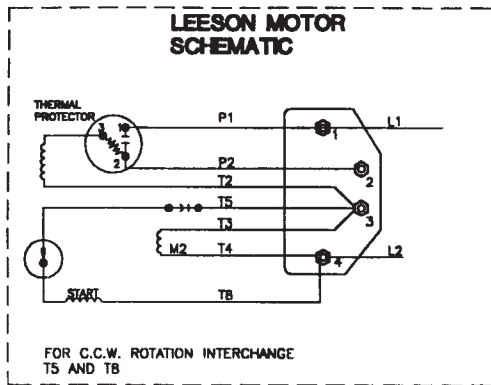 LEESON MOTOR
SCHEMATIC
THERMAL
PROTECTOR
3 1
2
P1
1
L1
P2
2
T2
T5
3
T3
M2 T4
4
L2
START T8
FOR C.C.W. ROTATION INTERCHANGE
T5 AND T8